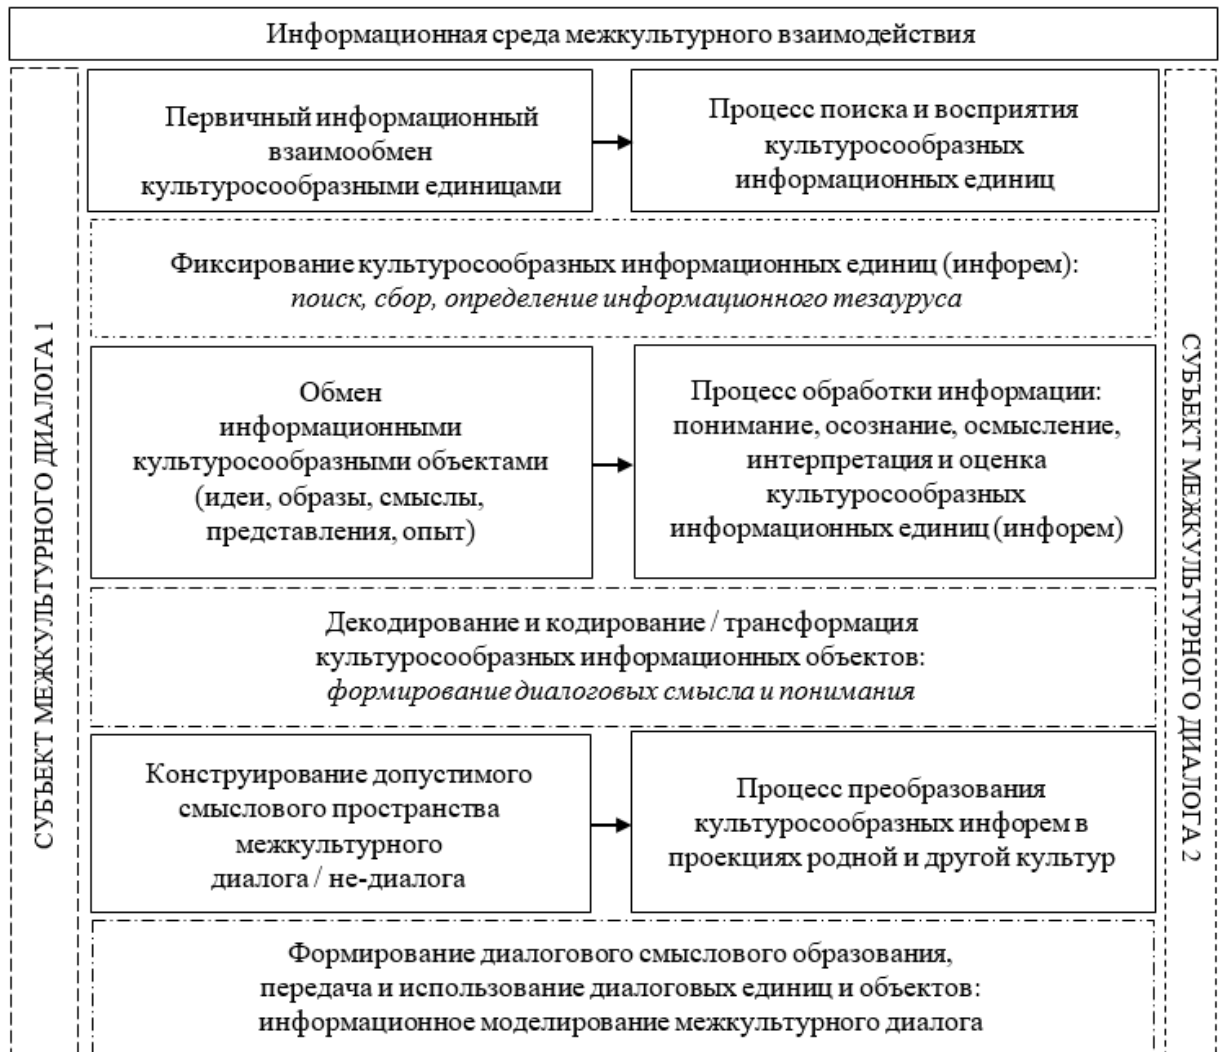 Информационная среда межкультурного взаимодействия
СУБЪЕКТ МЕЖКУЛЬТУРНОГО ДИАЛОГА 1
Первичный информационный
взаимообмен
культуросообразными единицами
Процесс поиска и восприятия
культуросообразных
информационных единиц
Фиксирование культуросообразных информационных единиц (инфорем):
поиск, сбор, определение информационного тезауруса
Обмен
информационными
культуросообразными объектами
(идеи, образы, смыслы,
представления, опыт)
Процесс обработки информации:
понимание, осознание, осмысление,
интерпретация и оценка
культуросообразных
информационных единиц (инфорем)
Декодирование и кодирование / трансформация
культуросообразных информационных объектов:
формирование диалоговых смысла и понимания
Конструирование допустимого
смыслового пространства
межкультурного
диалога / не-диалога
Процесс преобразования
культуросообразных инфорем в
проекциях родной и другой культур
Формирование диалогового смыслового образования,
передача и использование диалоговых единиц и объектов:
информационное моделирование межкультурного диалога
СУБЪЕКТ МЕЖКУЛЬТУРНОГО ДИАЛОГА 2